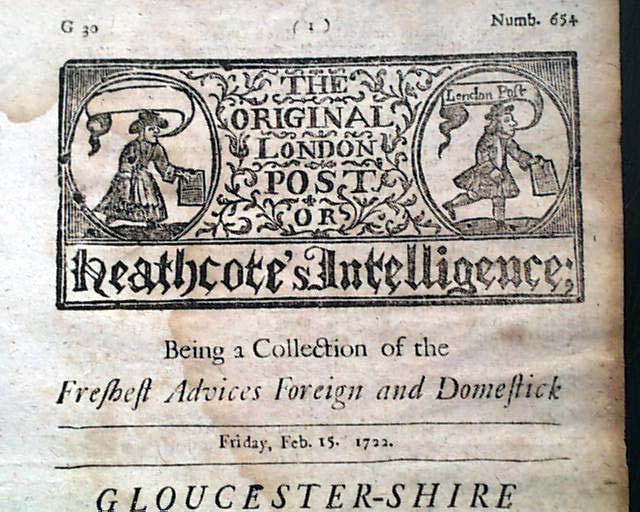 G 30 ( 1 ) Numb. 654
THE
ORIGINAL
LONDON
POST
OR
London Post
Heathcote's Intelligence;
Being a Collection of the
Freſheſt Advices Foreign and Domeſtick
Friday, Feb. 15. 1722.
GLOUCESTER-SHIRE